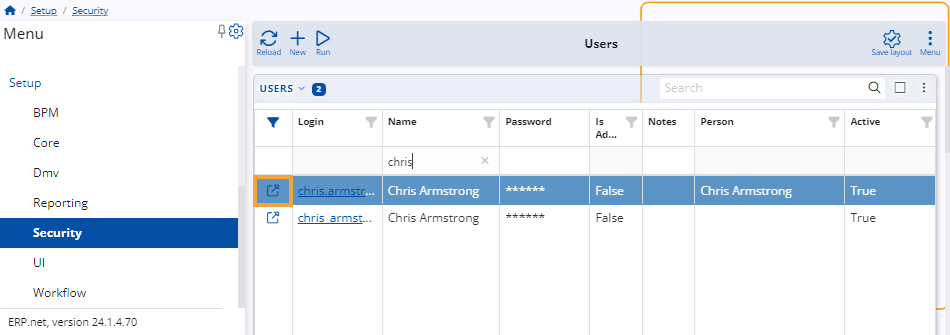 / Setup / Security
Menu
Setup
BPM
Core
Dmv
Reporting
Security
UI
Workflow
ERP.net, version 24.1.4.70
Reload New Run Users Save layout Menu
USERS 2 Search
Login Name Password Is Ad... Notes Person Active
chris
chris.armstr... Chris Armstrong ****** False Chris Armstrong True
chris_armst... Chris Armstrong ****** False True